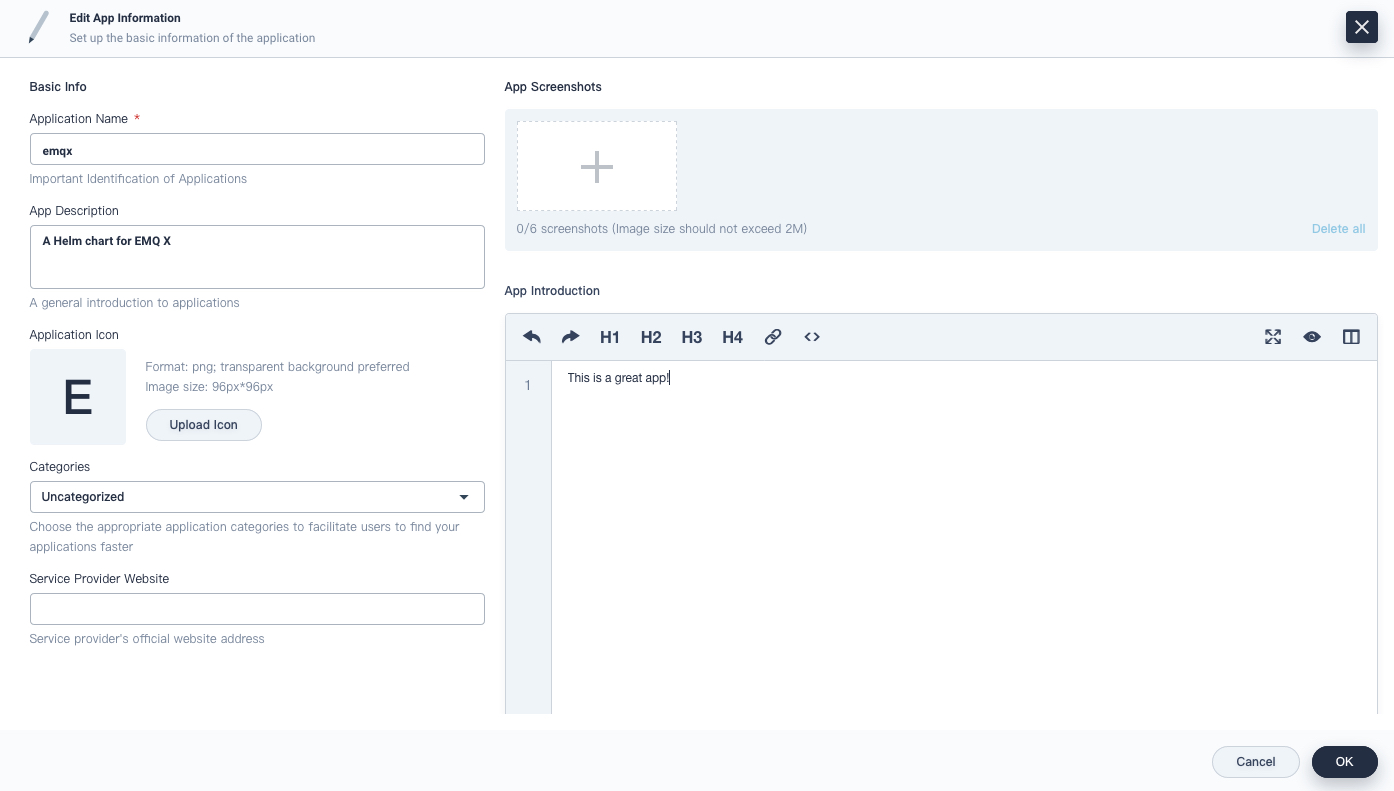 Edit App Information
Set up the basic information of the application
Basic Info
Application Name *
emqx
Important Identification of Applications
App Description
A Helm chart for EMQ X
A general introduction to applications
Application Icon
E
Format: png; transparent background preferred
Image size: 96px*96px
Upload Icon
Categories
Uncategorized
Choose the appropriate application categories to facilitate users to find your
applications faster
Service Provider Website
Service provider's official website address
App Screenshots
0/6 screenshots (Image size should not exceed 2M)
Delete all
App Introduction
H1 H2 H3 H4 <>
1
This is a great app!
Cancel
OK